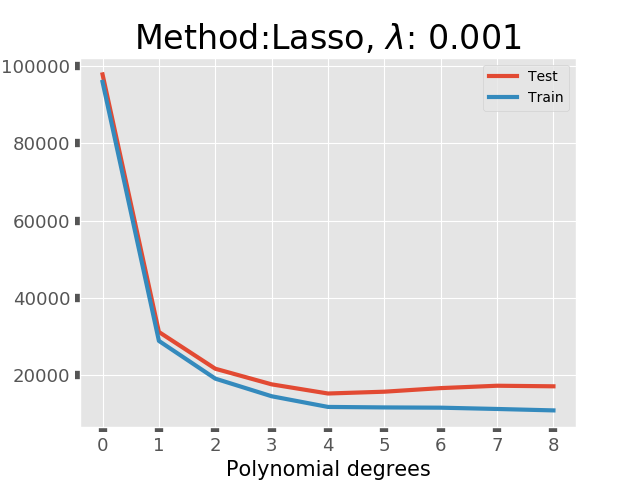 Method:Lasso, λ: 0.001
100000
80000
60000
40000
20000
Test
Train
0 1 2 3 4 5 6 7 8
Polynomial degrees